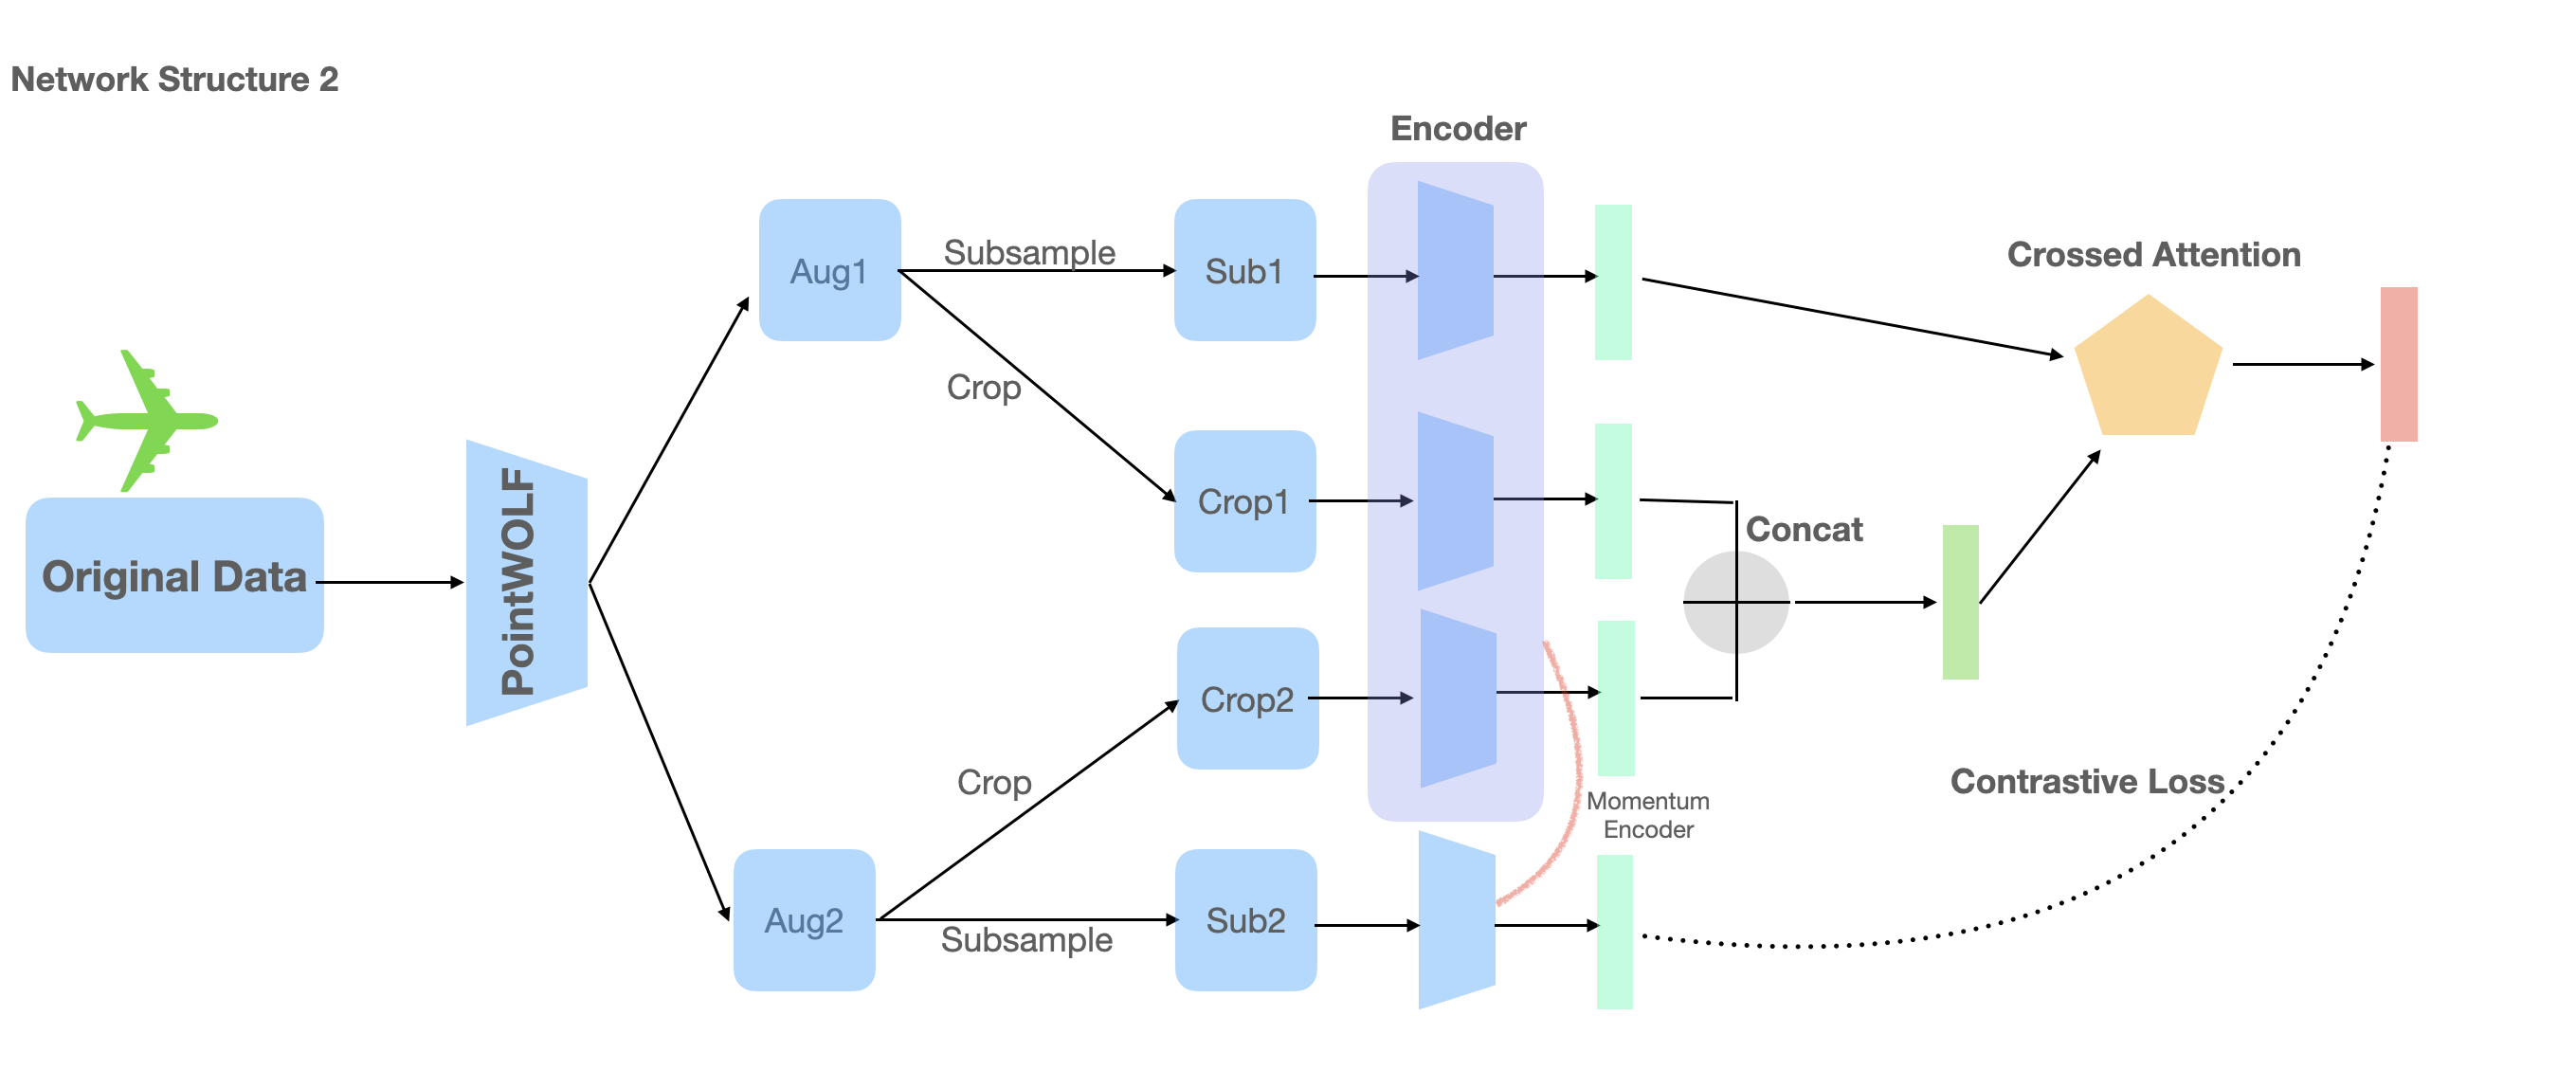 Network Structure 2
Encoder
Aug1
Subsample
Sub1
Crossed Attention
Crop
Crop1
Concat
Original Data
PointWOLF
Crop2
Crop
Momentum
Encoder
Contrastive Loss
Aug2
Subsample
Sub2